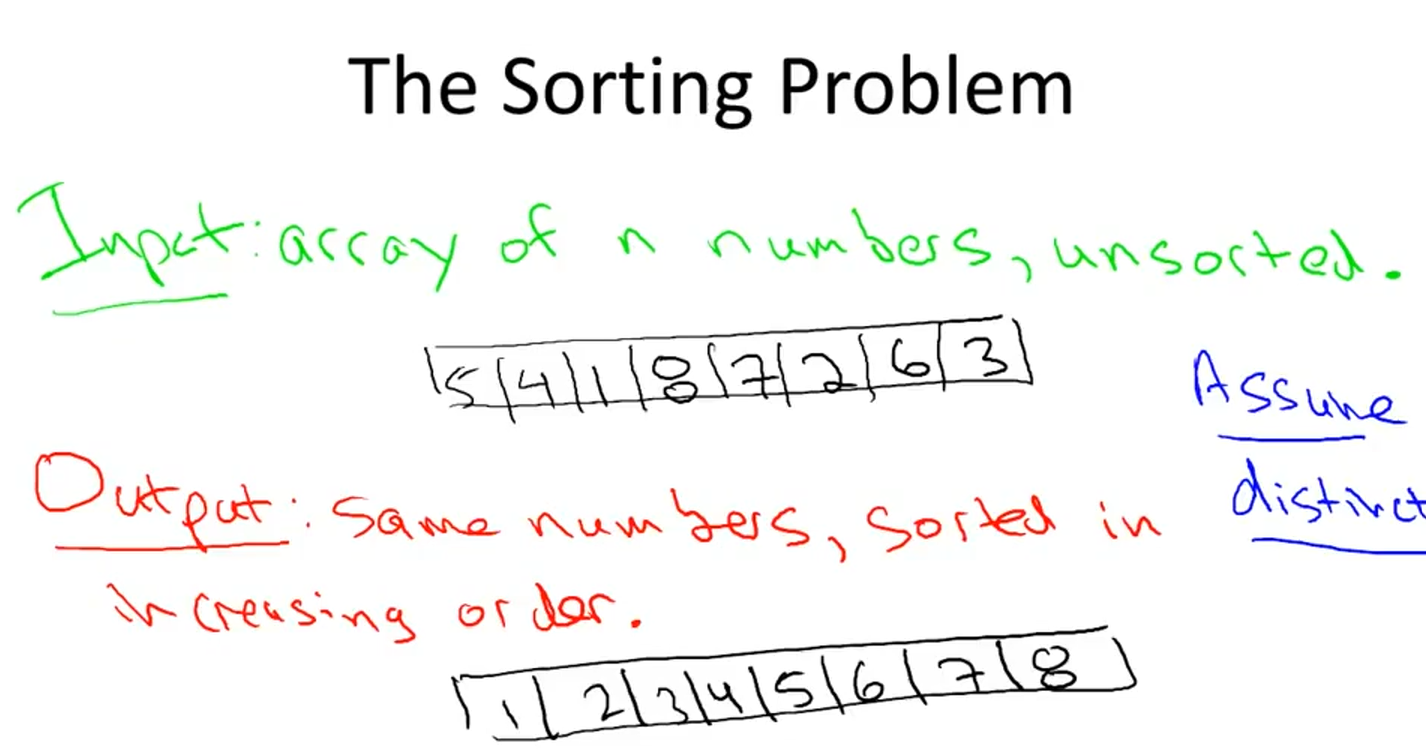 The Sorting Problem
Input: array of n numbers, unsorted.
5 4 1 8 7 2 6 3
Assume
distinct
Output: same numbers, sorted in
increasing order.
1 2 3 4 5 6 7 8